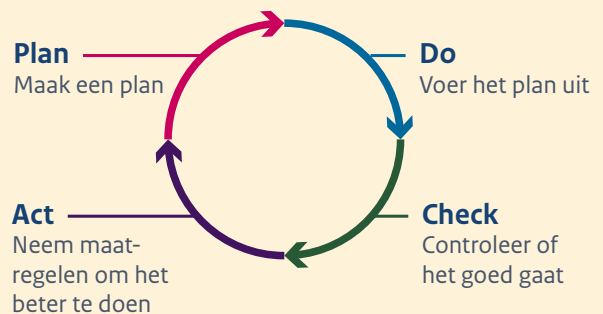 Plan
Maak een plan
Do
Voer het plan uit
Check
Controleer of
het goed gaat
Act
Neem maat-
regelen om het
beter te doen